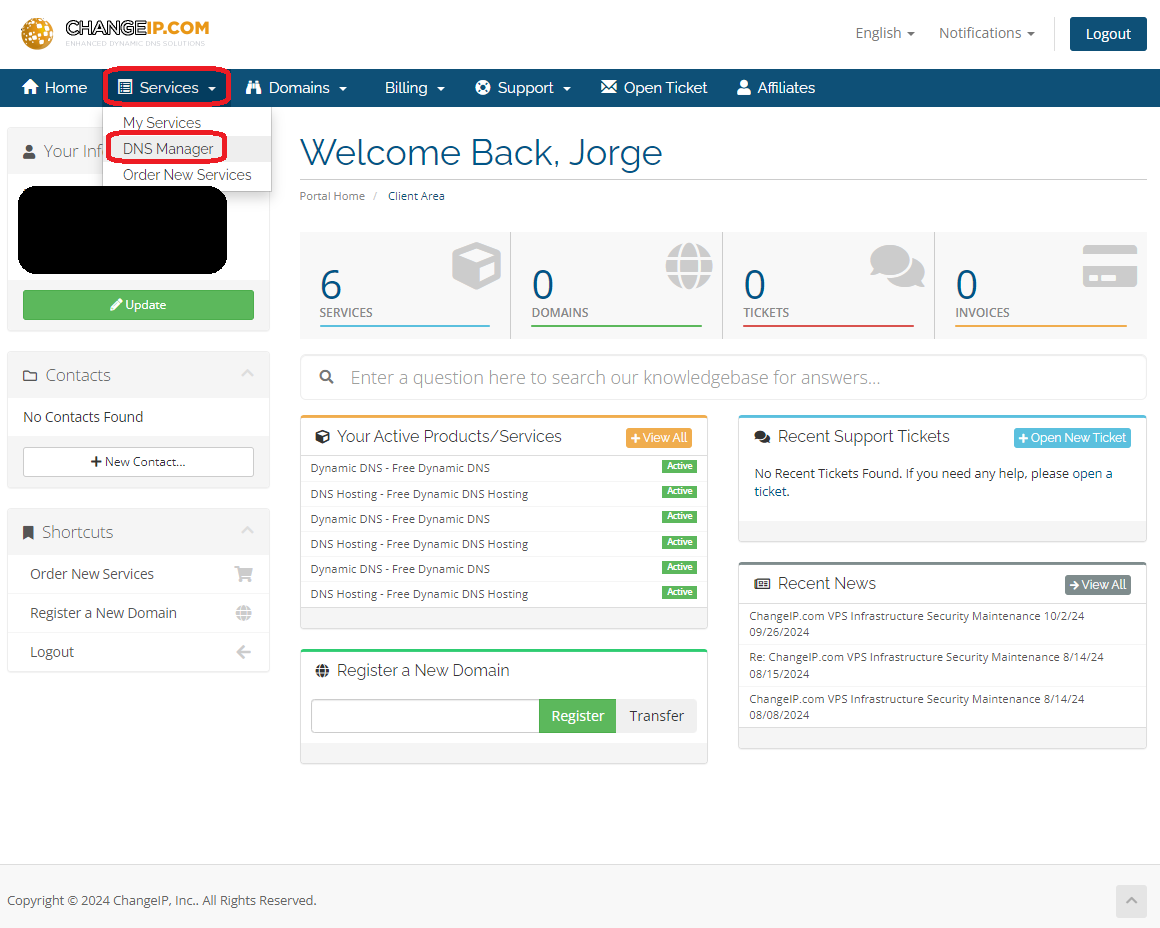 CHANGEIP.COM
ENHANCED DYNAMIC DNS SOLUTIONS
English
Notifications
Logout
Home
Services
Domains
Billing
Support
Open Ticket
Affiliates
My Services
DNS Manager
Order New Services
Your Inf
Update
Contacts
No Contacts Found
New Contact...
Shortcuts
Order New Services
Register a New Domain
Logout
Welcome Back, Jorge
Portal Home / Client Area
6
SERVICES
0
DOMAINS
0
TICKETS
0
INVOICES
Enter a question here to search our knowledgebase for answers...
Your Active Products/Services
View All
Dynamic DNS - Free Dynamic DNS
Active
DNS Hosting - Free Dynamic DNS Hosting
Active
Dynamic DNS - Free Dynamic DNS
Active
DNS Hosting - Free Dynamic DNS Hosting
Active
Dynamic DNS - Free Dynamic DNS
Active
DNS Hosting - Free Dynamic DNS Hosting
Active
Register a New Domain
Register
Transfer
Recent Support Tickets
Open New Ticket
No Recent Tickets Found. If you need any help, please open a
ticket.
Recent News
View All
ChangeIP.com VPS Infrastructure Security Maintenance 10/2/24
09/26/2024
Re: ChangeIP.com VPS Infrastructure Security Maintenance 8/14/24
08/15/2024
ChangeIP.com VPS Infrastructure Security Maintenance 8/14/24
08/08/2024
Copyright © 2024 ChangeIP, Inc.. All Rights Reserved.